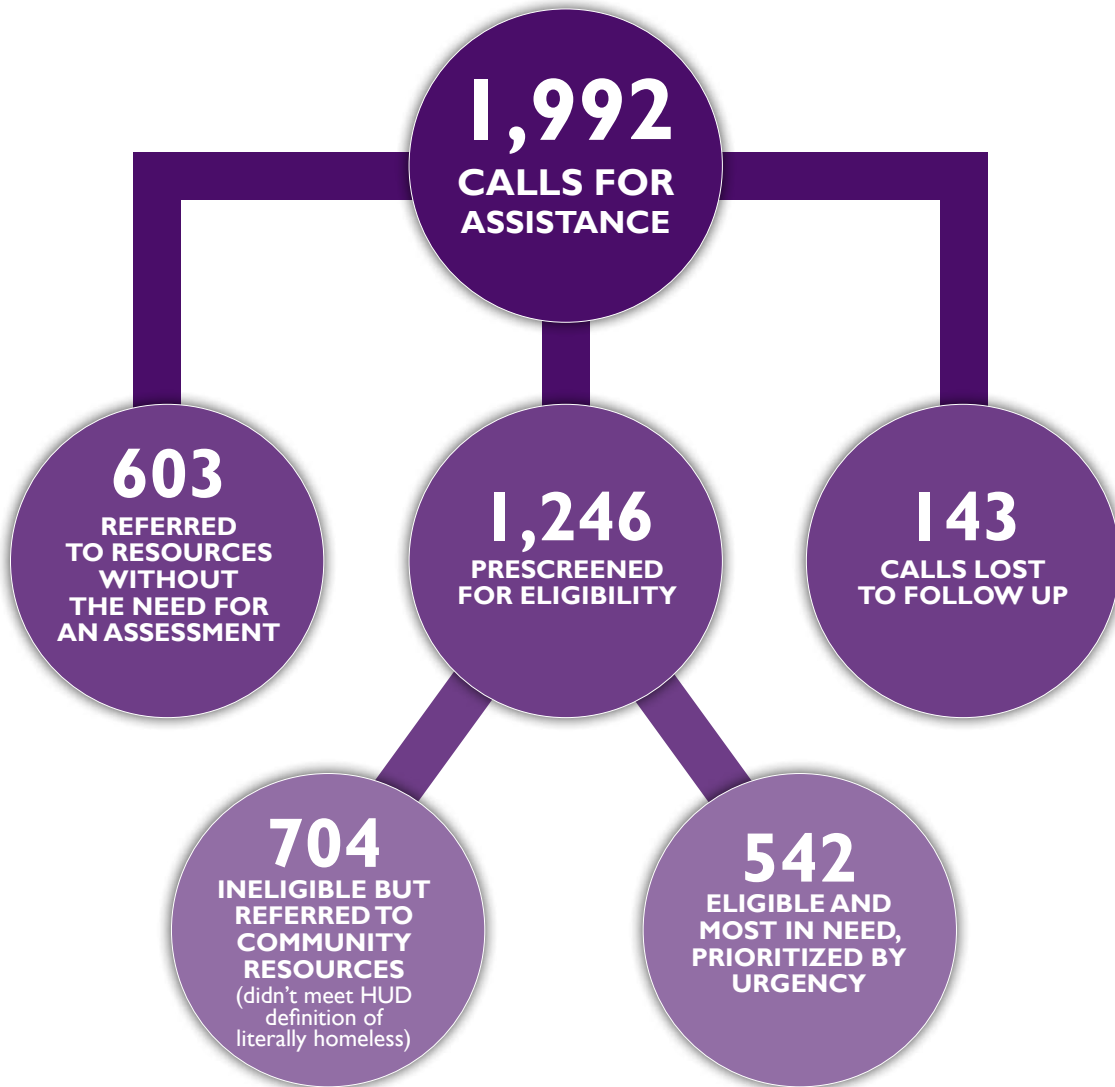 1,992
CALLS FOR
ASSISTANCE
603
REFERRED
TO RESOURCES
WITHOUT
THE NEED FOR
AN ASSESSMENT
1,246
PRESCREENED
FOR ELIGIBILITY
143
CALLS LOST
TO FOLLOW UP
704
INELIGIBLE BUT
REFERRED TO
COMMUNITY
RESOURCES
(didn't meet HUD
definition of
literally homeless)
542
ELIGIBLE AND
MOST IN NEED,
PRIORITIZED BY
URGENCY